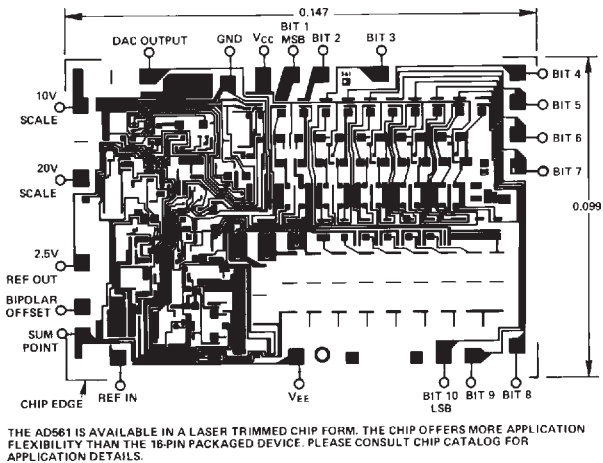 0.147
DAC OUTPUT
GND
VCC
BIT 1
MSB
BIT 2
BIT 3
BIT 4
BIT 5
BIT 6
BIT 7
0.099
10V
SCALE
20V
SCALE
2.5V
REF OUT
BIPOLAR
OFFSET
SUM
POINT
CHIP EDGE
REF IN
VEE
BIT 10
LSB
BIT 9
BIT 8
THE AD561 IS AVAILABLE IN A LASER TRIMMED CHIP FORM. THE CHIP OFFERS MORE APPLICATION
FLEXIBILITY THAN THE 16-PIN PACKAGED DEVICE. PLEASE CONSULT CHIP CATALOG FOR
APPLICATION DETAILS.